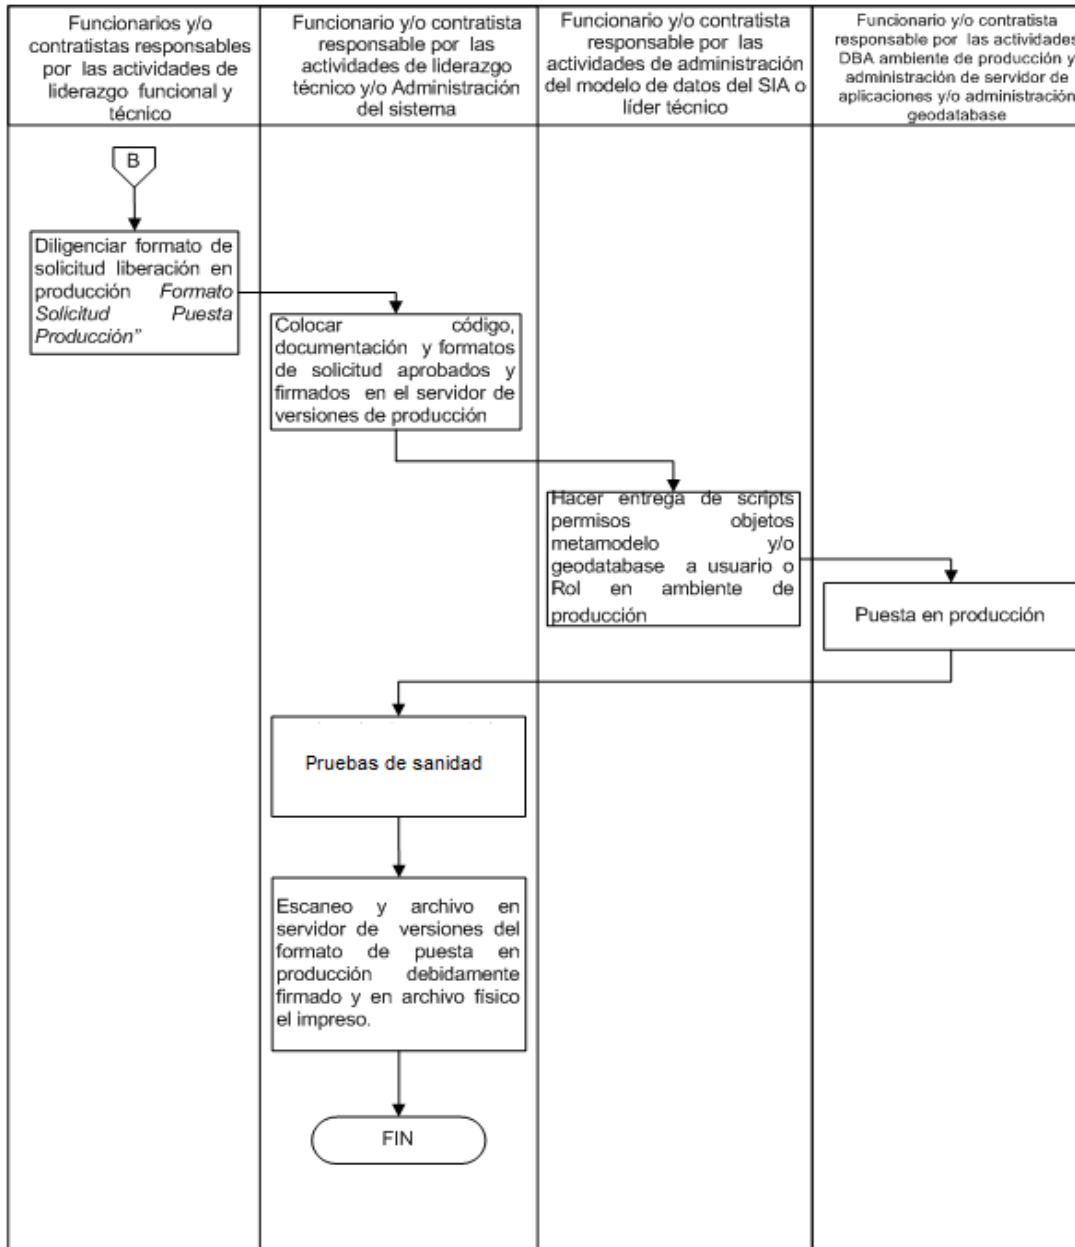 Funcionarios y/o
contratistas responsables
por las actividades de
liderazgo funcional y
técnico
Funcionario y/o contratista
responsable por las
actividades de liderazgo
técnico y/o Administración
del sistema
Funcionario y/o contratista
responsable por las
actividades de administración
del modelo de datos del SIA o
líder técnico
Funcionario y/o contratista
responsable por las actividades
DBA ambiente de producción y
administración de servidor de
aplicaciones y/o administración
geodatabase
B
Diligenciar formato de
solicitud liberación en
producción Formato
Solicitud Puesta
Producción”
Colocar código,
documentación y formatos
de solicitud aprobados y
firmados en el servidor de
versiones de producción
Hacer entrega de scripts
permisos objetos
metamodelo y/o
geodatabase a usuario o
Rol en ambiente de
producción
Puesta en producción
Pruebas de sanidad
Escaneo y archivo en
servidor de versiones del
formato de puesta en
producción debidamente
firmado y en archivo físico
el impreso.
FIN